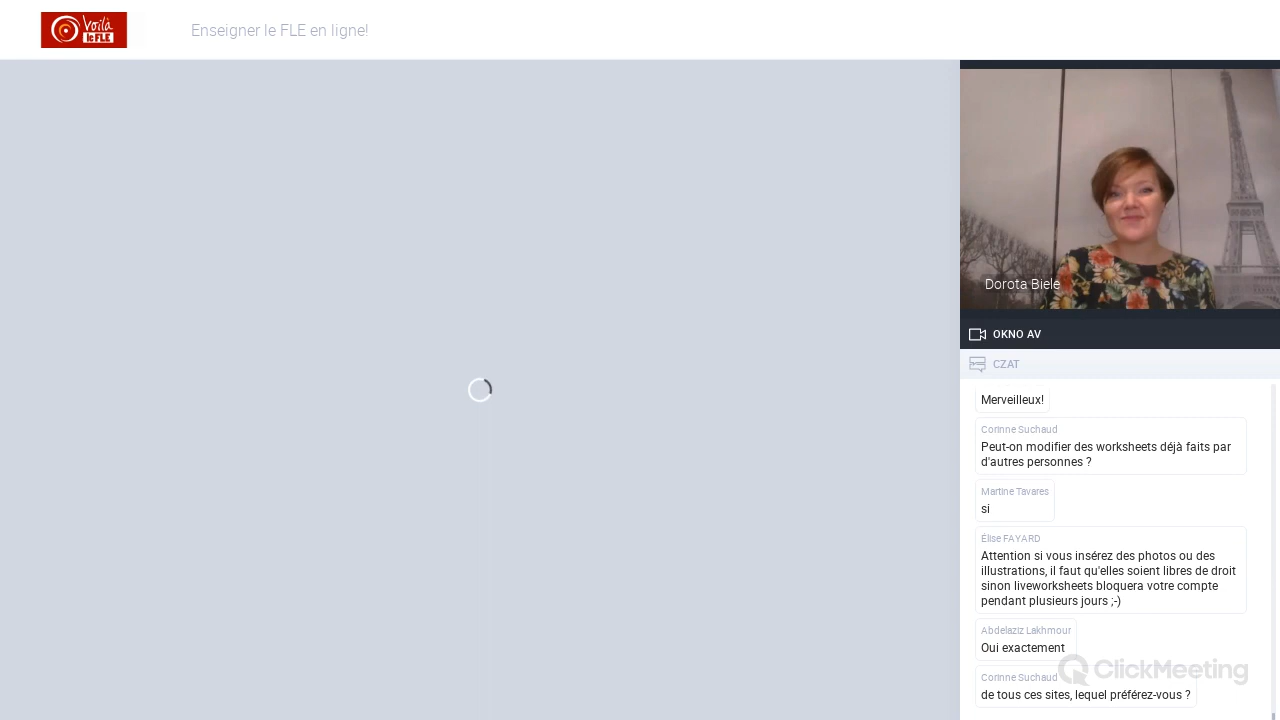 Voilà
le FLE
Enseigner le FLE en ligne!
Dorota Biele
OKNO AV
CZAT
Merveilleux!
Corinne Suchaud
Peut-on modifier des worksheets déjà faits par
d'autres personnes ?
Martine Tavares
si
Élise FAYARD
Attention si vous insérez des photos ou des
illustrations, il faut qu'elles soient libres de droit
sinon liveworksheets bloquera votre compte
pendant plusieurs jours ;-)
Abdelaziz Lakhmour
Oui exactement
ClickMeeting
Corinne Suchaud
de tous ces sites, lequel préférez-vous ?